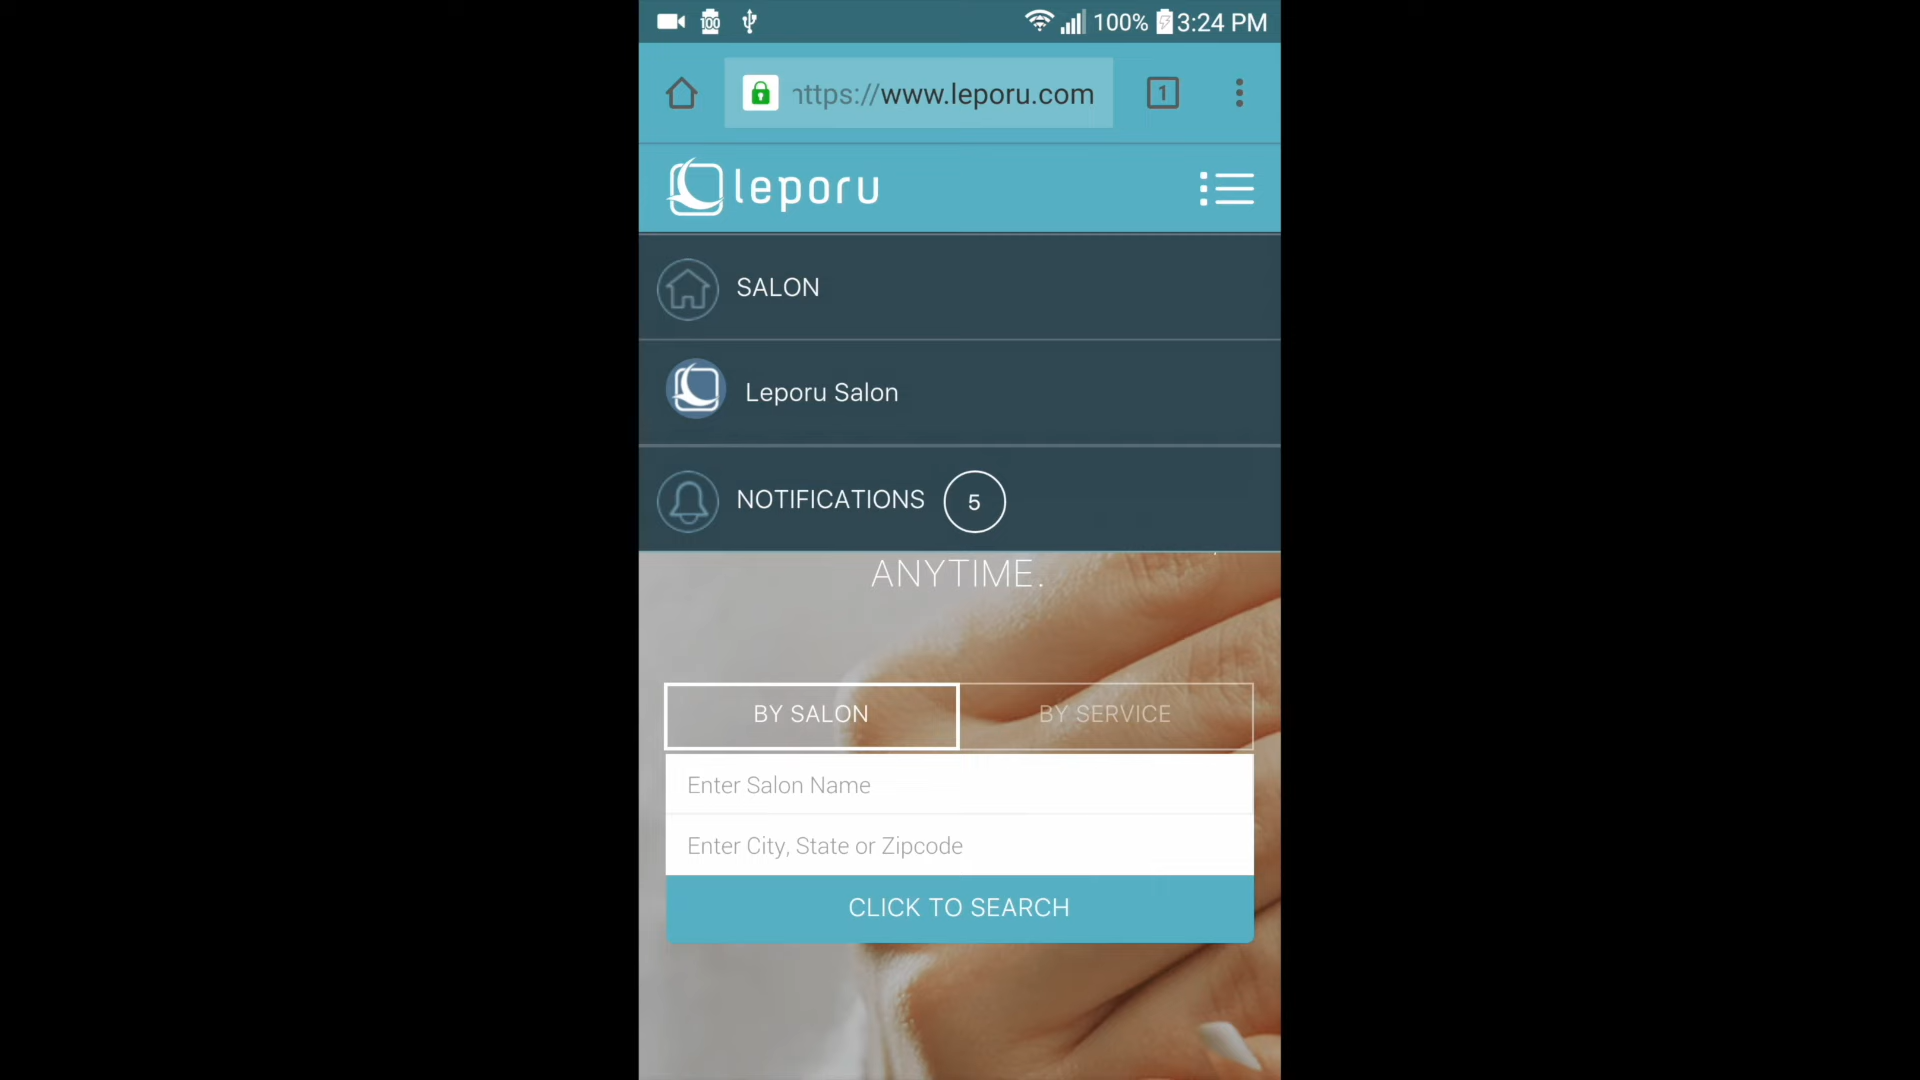 100 100% 3:24 PM
https://www.leporu.com 1
leporu
SALON
Leporu Salon
NOTIFICATIONS 5
ANYTIME.
BY SALON BY SERVICE
Enter Salon Name
Enter City, State or Zipcode
CLICK TO SEARCH